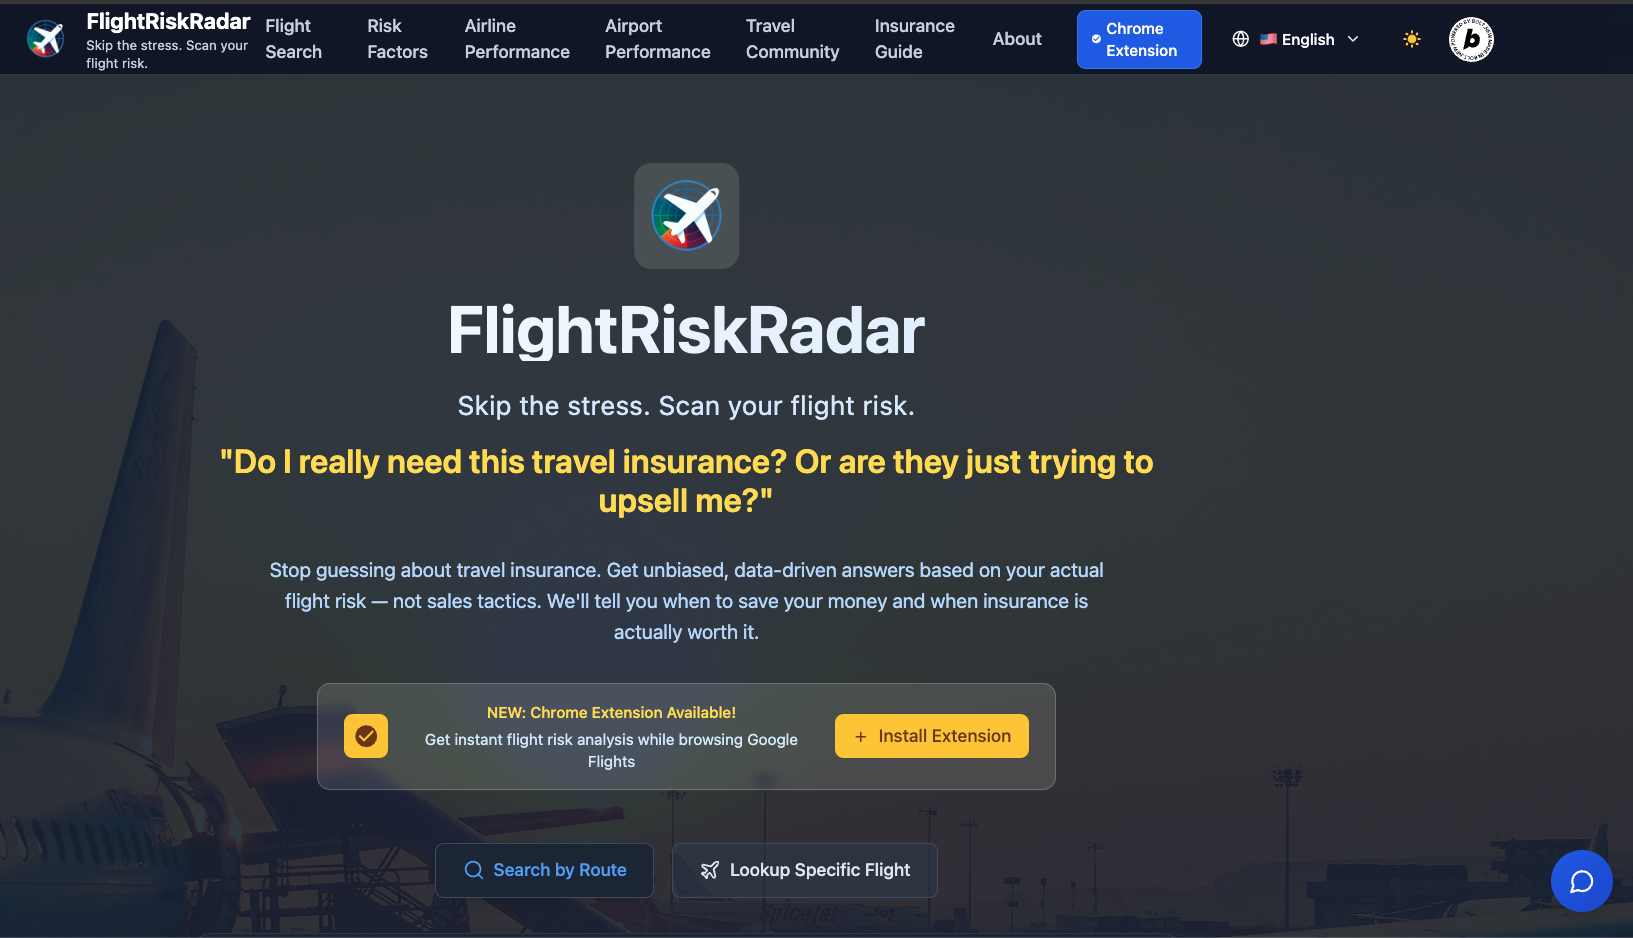 FlightRiskRadar
Skip the stress. Scan your
flight risk.
Flight
Search
Risk
Factors
Airline
Performance
Airport
Performance
Travel
Community
Insurance
Guide
About
Chrome
Extension
English
b
FlightRiskRadar
Skip the stress. Scan your flight risk.
"Do I really need this travel insurance? Or are they just trying to
upsell me?"
Stop guessing about travel insurance. Get unbiased, data-driven answers based on your actual
flight risk — not sales tactics. We'll tell you when to save your money and when insurance is
actually worth it.
NEW: Chrome Extension Available!
Get instant flight risk analysis while browsing Google
Flights
+ Install Extension
Search by Route
Lookup Specific Flight